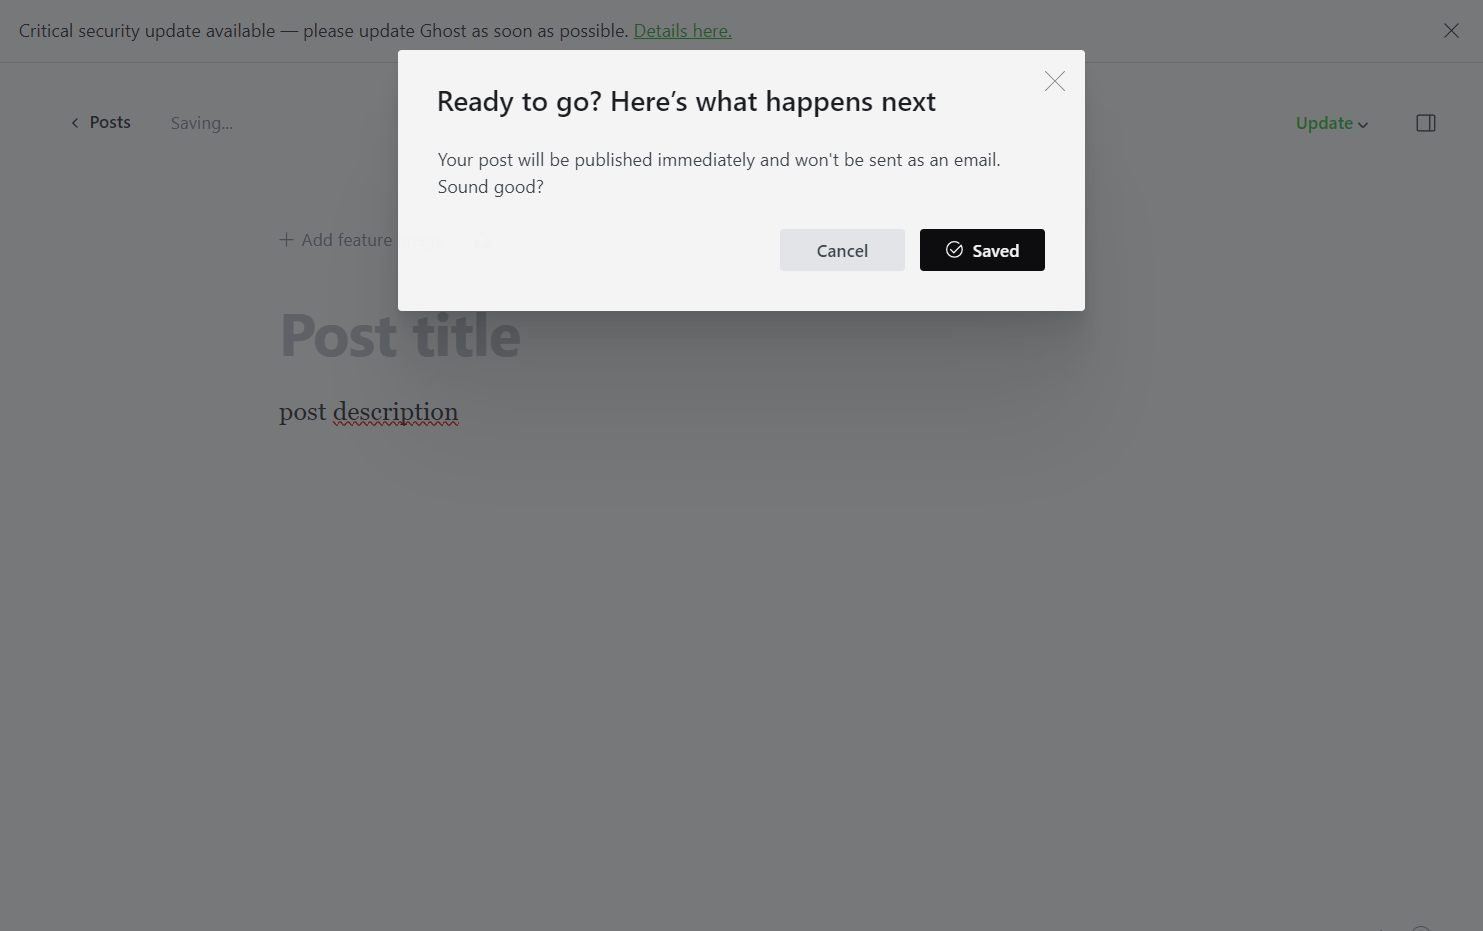 Critical security update available — please update Ghost as soon as possible. Details here.
Ready to go? Here’s what happens next
Posts
Saving...
Update
Your post will be published immediately and won't be sent as an email.
Sound good?
Add feature
Cancel
Saved
Post title
post description